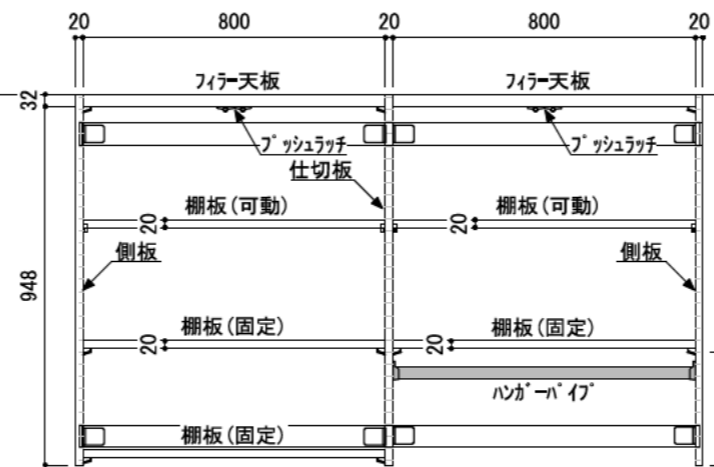 20 800 20 800 20
フィラー天板 フィラー天板
32
プッシュラッチ プッシュラッチ
仕切板
棚板(可動) 棚板(可動)
20 20
側板 側板
948
棚板(固定) 棚板(固定)
20 20
ハンガーパイプ
棚板(固定)